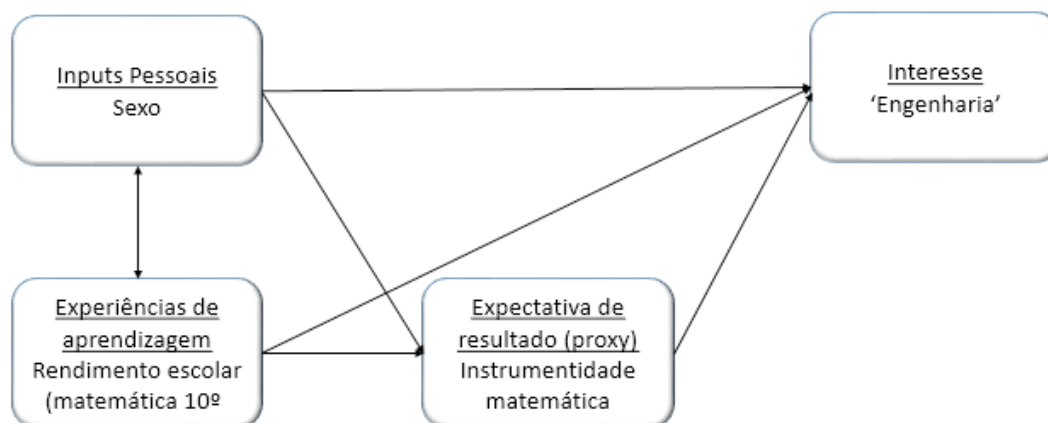 Inputs Pessoais
Sexo
Interesse
‘Engenharia’
Experiências de
aprendizagem
Rendimento escolar
(matemática 10º
Expectativa de
resultado (proxy)
Instrumentidade
matemática